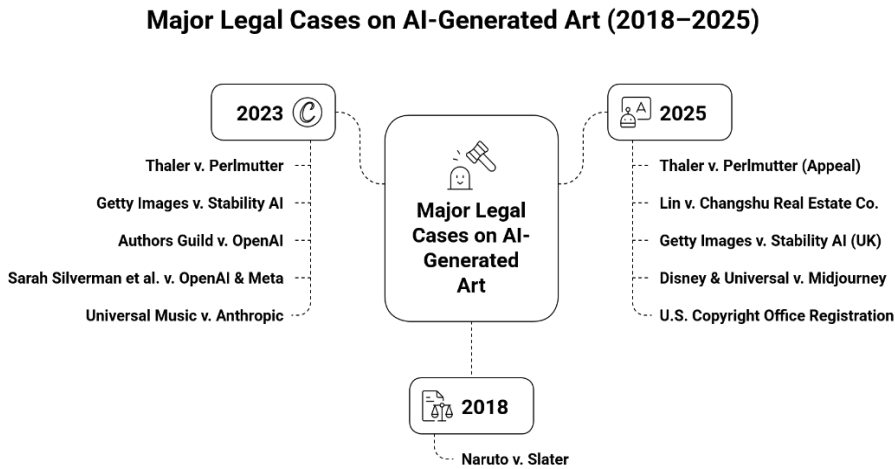 Major Legal Cases on AI-Generated Art (2018–2025)
2023
Thaler v. Perlmutter
Getty Images v. Stability AI
Authors Guild v. OpenAI
Sarah Silverman et al. v. OpenAI & Meta
Universal Music v. Anthropic
Major Legal
Cases on AI-
Generated
Art
2025
Thaler v. Perlmutter (Appeal)
Lin v. Changshu Real Estate Co.
Getty Images v. Stability AI (UK)
Disney & Universal v. Midjourney
U.S. Copyright Office Registration
2018
Naruto v. Slater